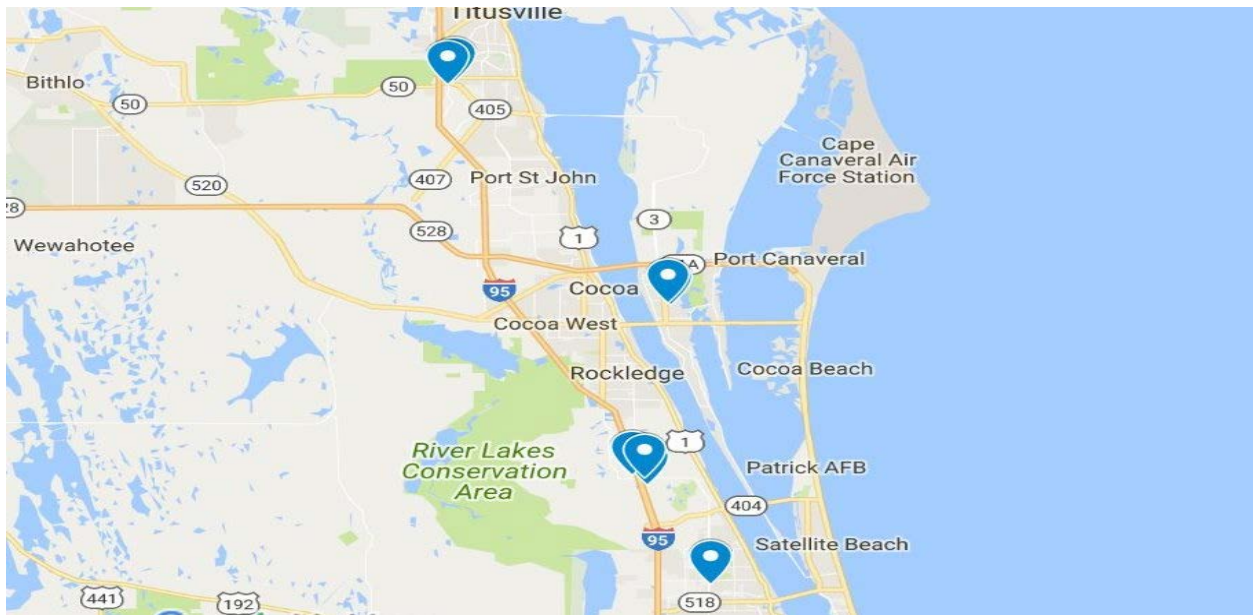 Titusville
Bithlo
50
50
405
520
407
Port St John
Cape
Canaveral Air
Force Station
28
528
3
1
Wewahotee
A
Port Canaveral
95
Cocoa
Cocoa West
Rockledge
Cocoa Beach
River Lakes
Conservation
Area
1
Patrick AFB
404
95
Satellite Beach
441
192
518